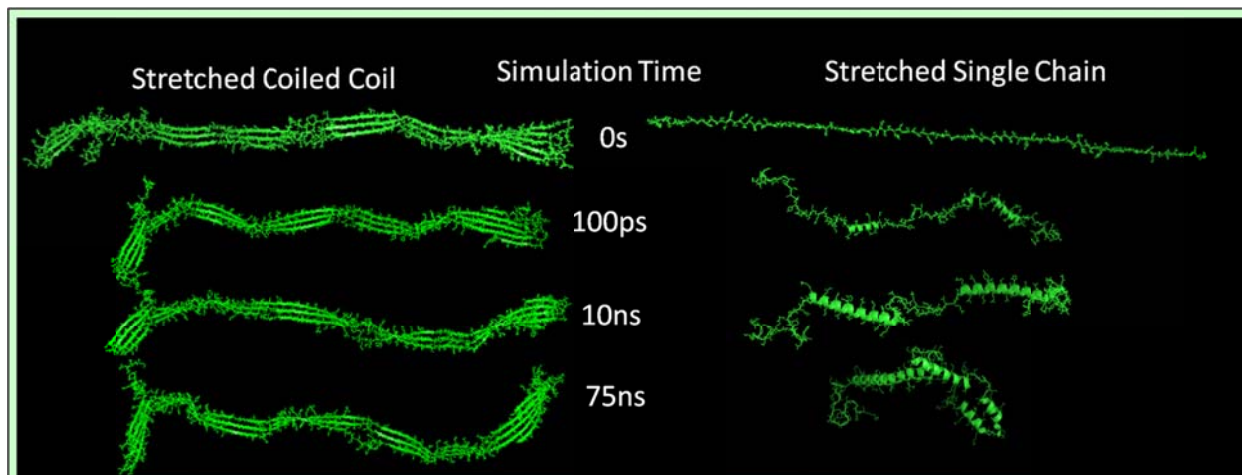 Stretched Coiled Coil
Simulation Time
Stretched Single Chain
0s
100ps
10ns
75ns